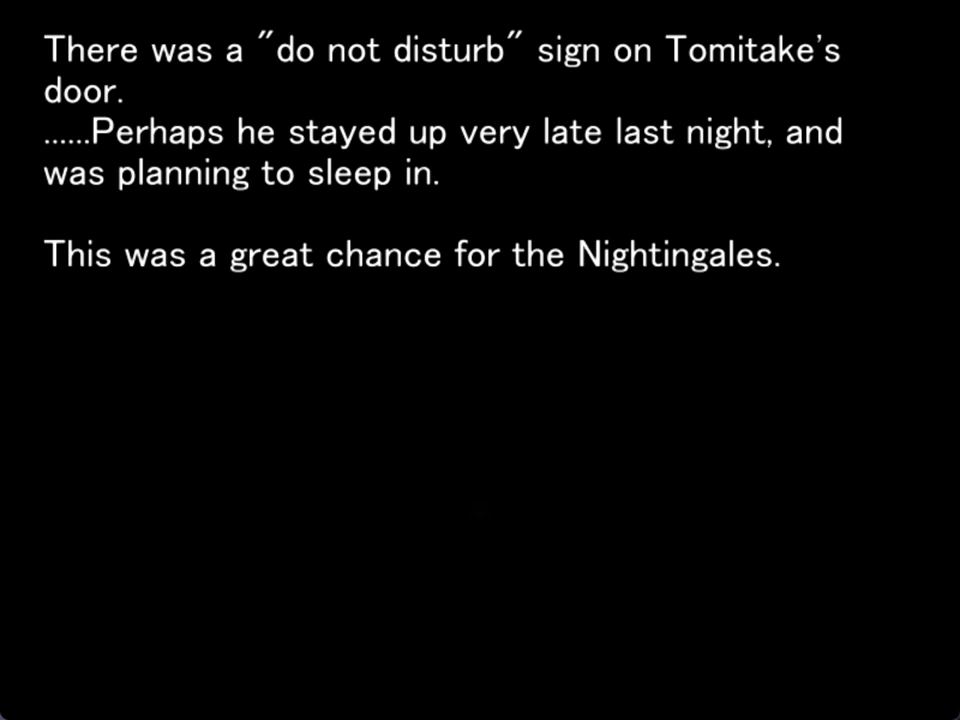 There was a "do not disturb" sign on Tomitake's
door.
......Perhaps he stayed up very late last night, and
was planning to sleep in.
This was a great chance for the Nightingales.